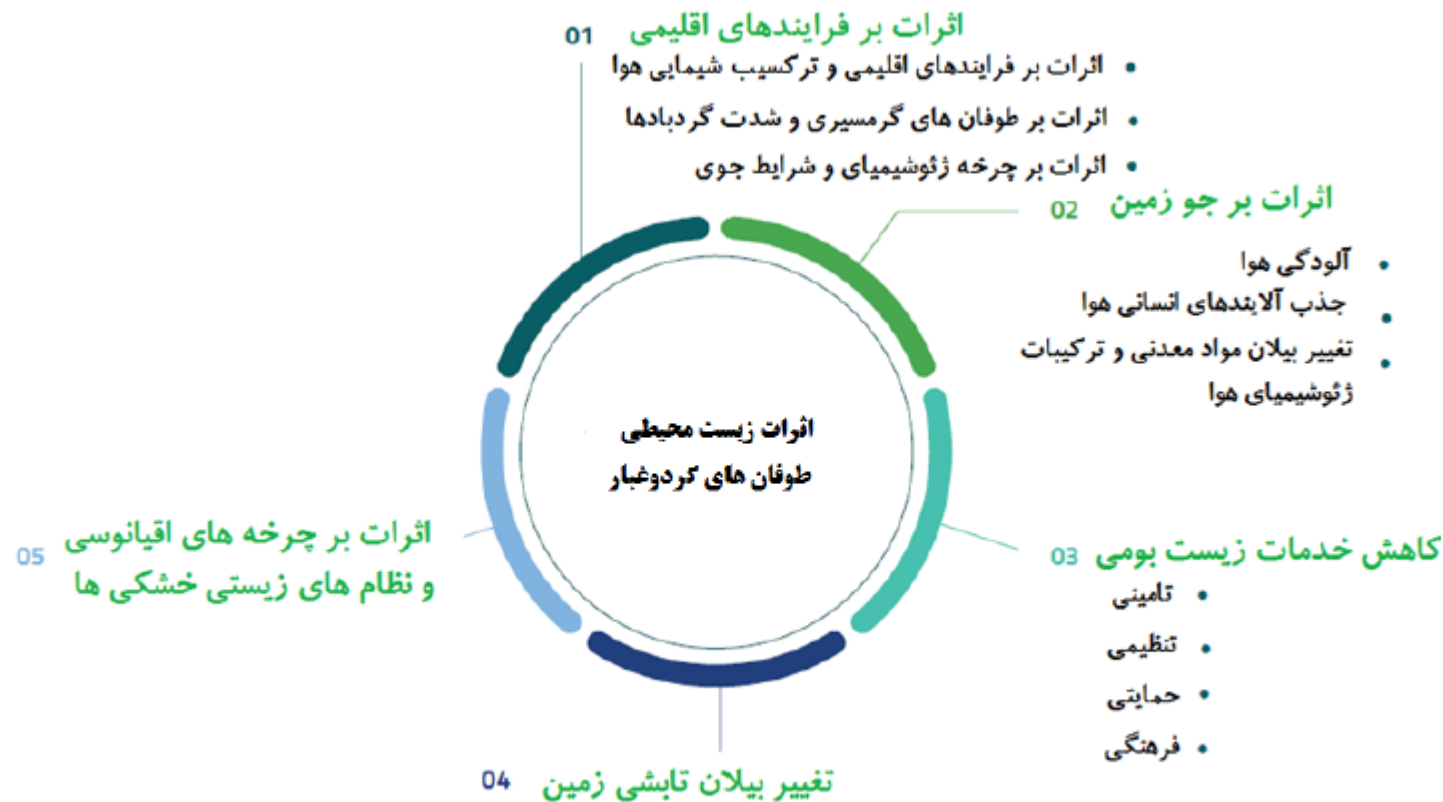 01 اثرات بر فرایندهای اقلیمی
• اثرات بر فرایندهای اقلیمی و ترکسیب شیمایی هوا
• اثرات بر طوفان های گرمسیری و شدت گردبادها
• اثرات بر چرخه ژئوشیمیای و شرایط جوی
02 اثرات بر جو زمین
• آلودگی هوا
• جذب آلایندهای انسانی هوا
• تغییر بیلان مواد معدنی و ترکیبات
ژئوشیمیای هوا
اثرات زیست محیطی
طوفان های گردوغبار
03 کاهش خدمات زیست بومی
• تامینی
• تنظیمی
• حمایتی
• فرهنگی
04 تغییر بیلان تابشی زمین
05 اثرات بر چرخه های اقیانوسی
و نظام های زیستی خشکی ها